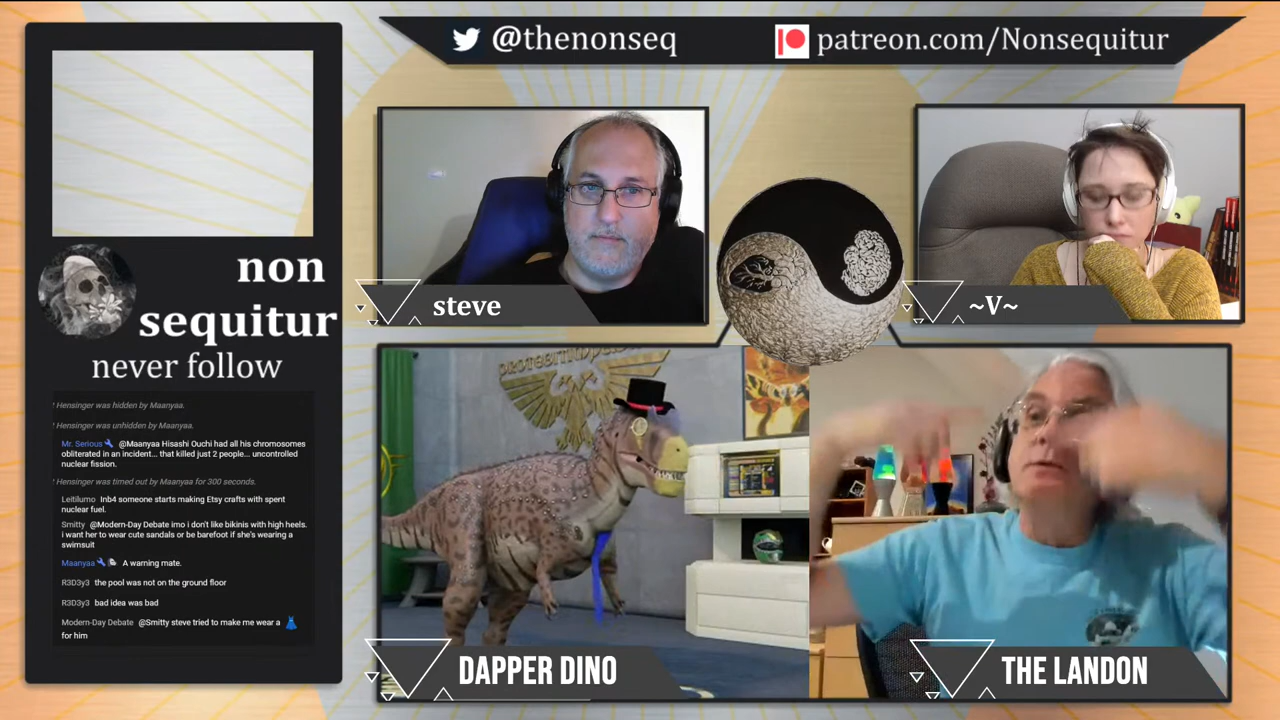 @thenonseq
patreon.com/Nonsequitur
non
sequitur
never follow
Hensinger was hidden by Maanyaa.
Hensinger was unhidden by Maanyaa.
Mr. Serious @Maanyaa Hisashi Ouchi had all his chromosomes
obliterated in an incident... that killed just 2 people... uncontrolled
nuclear fission.
Hensinger was timed out by Maanyaa for 300 seconds.
Leitilumo Inb4 someone starts making Etsy crafts with spent
nuclear fuel.
Smitty @Modern-Day Debate imo i don't like bikinis with high heels.
i want her to wear cute sandals or be barefoot if she's wearing a
swimsuit
Maanyaa A warning mate.
R3D3y3 the pool was not on the ground floor
R3D3y3 bad idea was bad
Modern-Day Debate @Smitty steve tried to make me wear a 👗
for him
steve
~V~
DAPPER DINO
THE LANDON